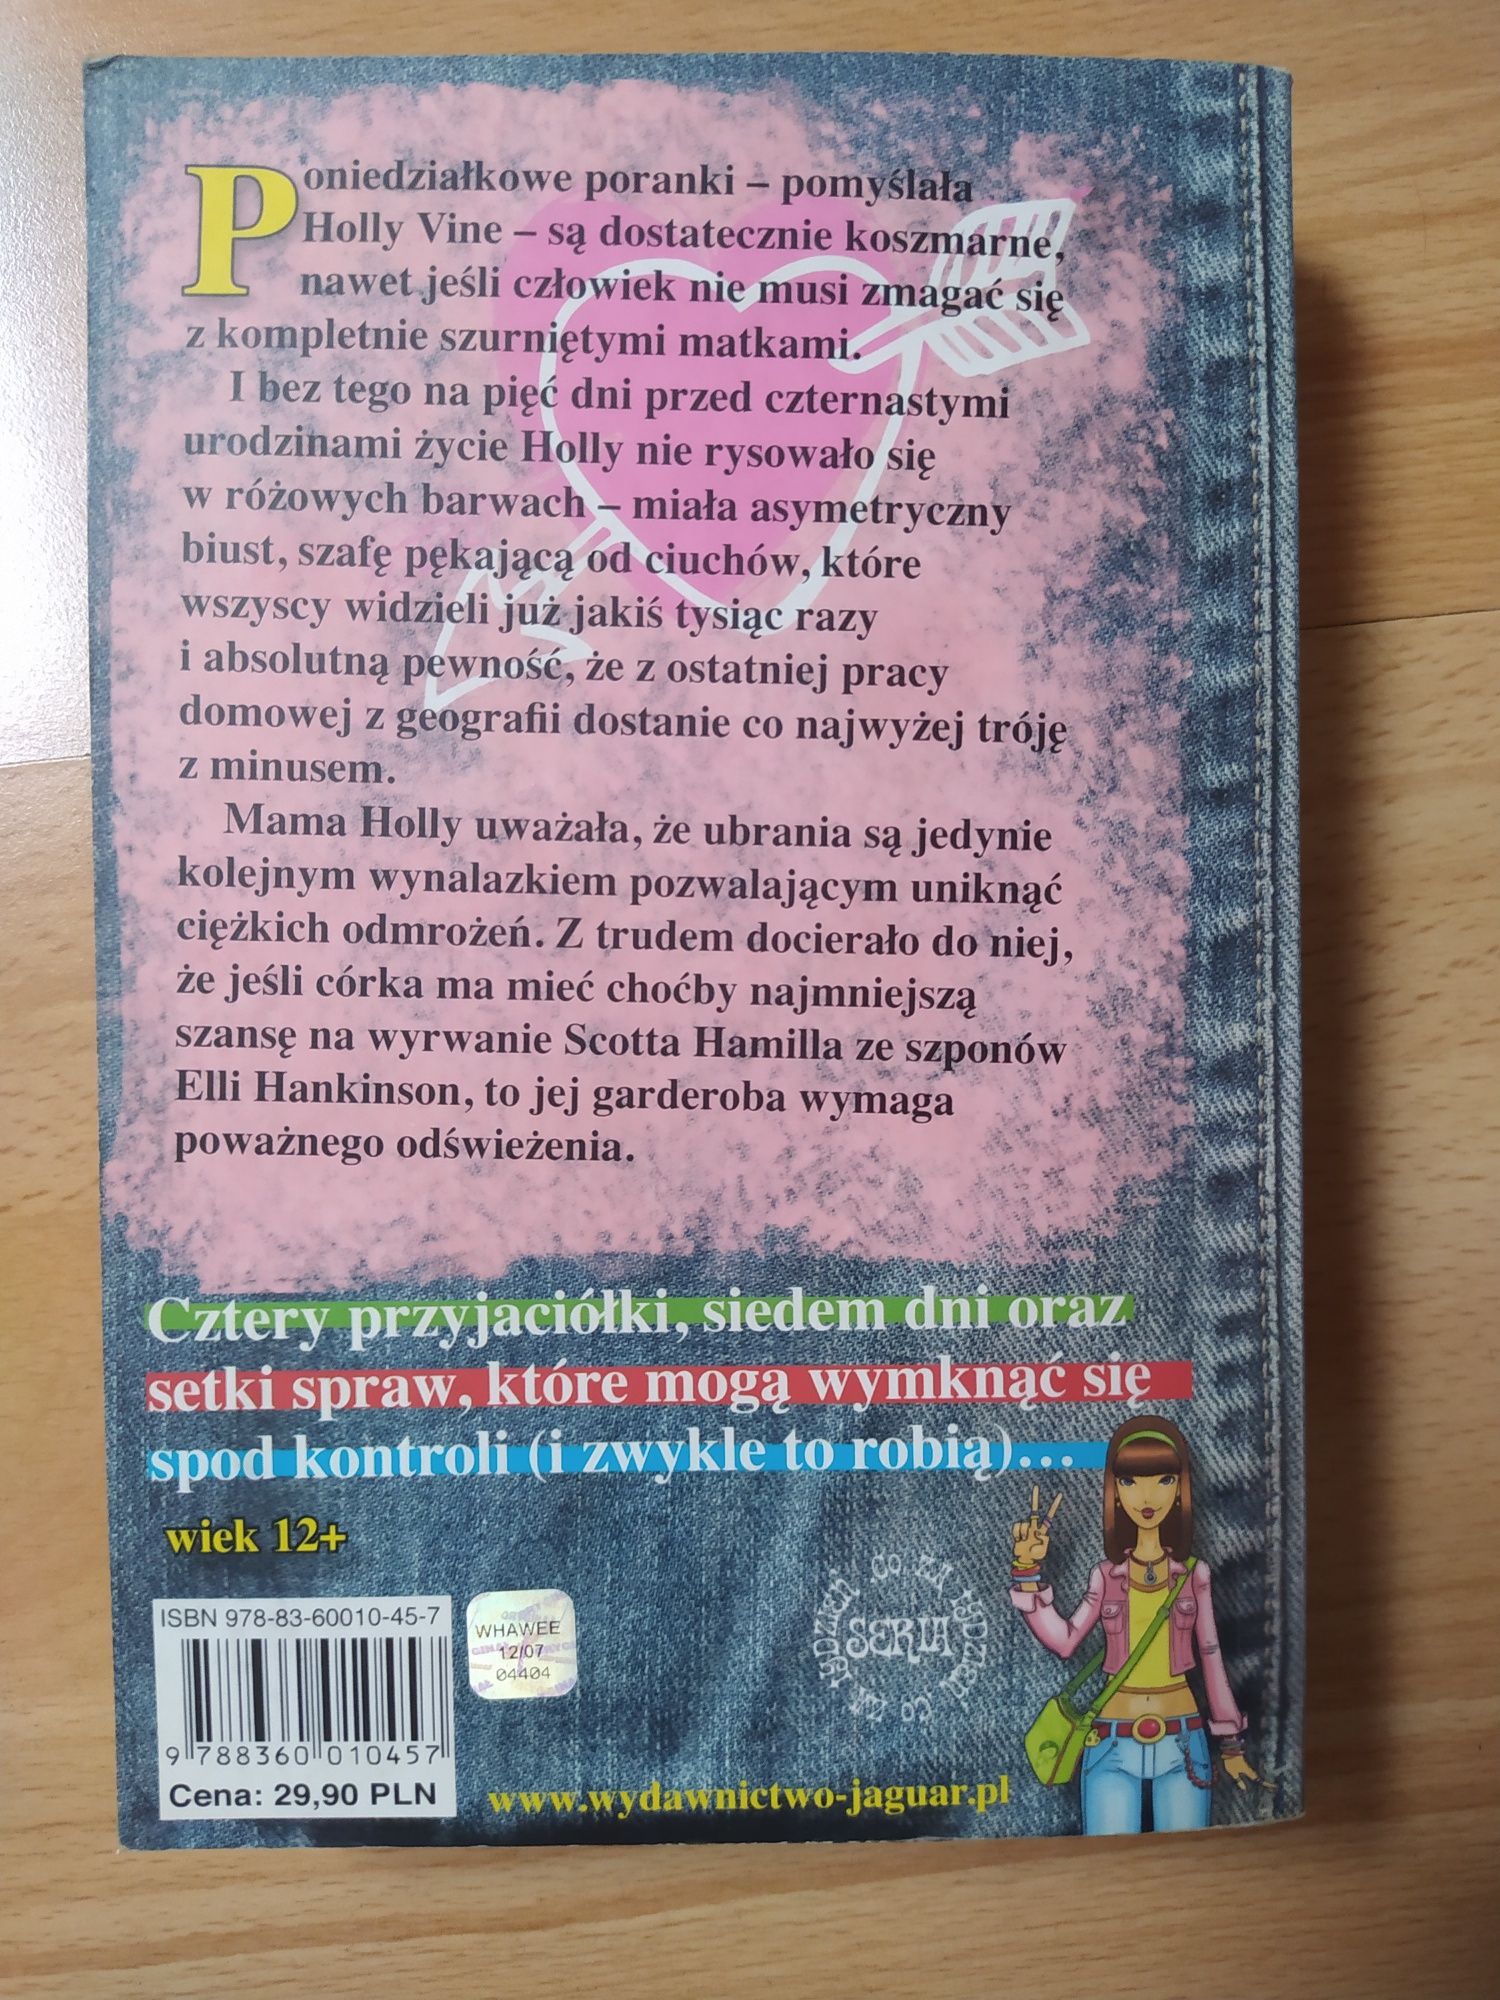 Poniedziałkowe poranki – pomyślała
Holly Vine – są dostatecznie koszmarne,
nawet jeśli człowiek nie musi zmagać się
z kompletnie szurniętymi matkami.
I bez tego na pięć dni przed czternastymi
urodzinami życie Holly nie rysowało się
w różowych barwach – miała asymetryczny
biust, szafę pękającą od ciuchów, które
wszyscy widzieli już jakiś tysiąc razy
i absolutną pewność, że z ostatniej pracy
domowej z geografii dostanie co najwyżej tróję
z minusem.
Mama Holly uważała, że ubrania są jedynie
kolejnym wynalazkiem pozwalającym uniknąć
ciężkich odmrożeń. Z trudem docierało do niej,
że jeśli córka ma mieć choćby najmniejszą
szansę na wyrwanie Scotta Hamilla ze szponów
Elli Hankinson, to jej garderoba wymaga
poważnego odświeżenia.
Cztery przyjaciółki, siedem dni oraz
setki spraw, które mogą wymknąć się
spod kontroli (i zwykle to robią)...
wiek 12+
ISBN 978-83-60010-45-7
9 788360 010457
Cena: 29,90 PLN
WHAWEE
12/07
04404
CO ZA TYDZIEŃ
SERIA
CO ZA TYDZIEŃ
www.wydawnictwo-jaguar.pl